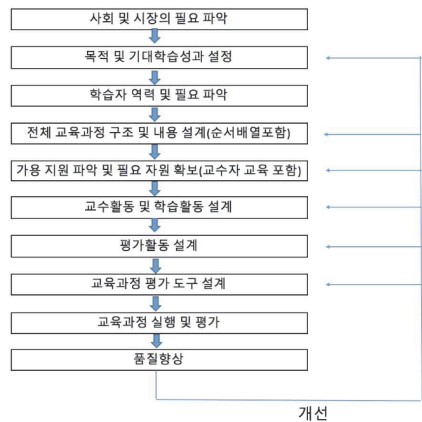 사회 및 시장의 필요 파악
목적 및 기대학습성과 설정
학습자 역력 및 필요 파악
전체 교육과정 구조 및 내용 설계(순서배열포함)
가용 지원 파악 및 필요 자원 확보(교수자 교육 포함)
교수활동 및 학습활동 설계
평가활동 설계
교육과정 평가 도구 설계
교육과정 실행 및 평가
품질향상
개선